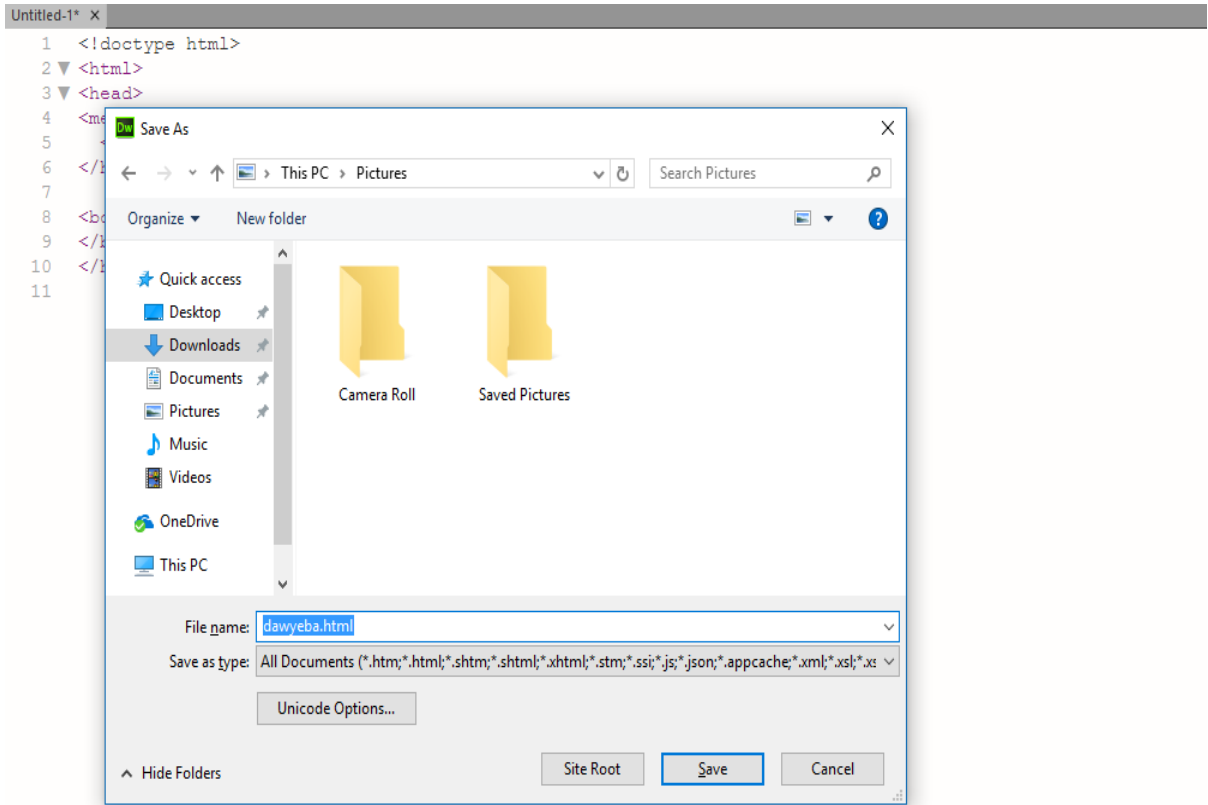 Untitled-1* ×
1 <!doctype html>
2 ▼ <html>
3 ▼ <head>
4 <me
5 <
6 </h
7
8 <bo
9 </b
10 </h
11
Dw Save As
This PC › Pictures
Search Pictures
Organize ▼ New folder
Quick access
Desktop
Downloads
Documents
Pictures
Music
Videos
OneDrive
This PC
Camera Roll
Saved Pictures
File name: dawyeba.html
Save as type: All Documents (*.htm;*.html;*.shtm;*.shtml;*.xhtml;*.stm;*.ssi;*.js;*.json;*.appcache;*.xml;*.xsl;*.xs
Unicode Options...
Hide Folders
Site Root
Save
Cancel